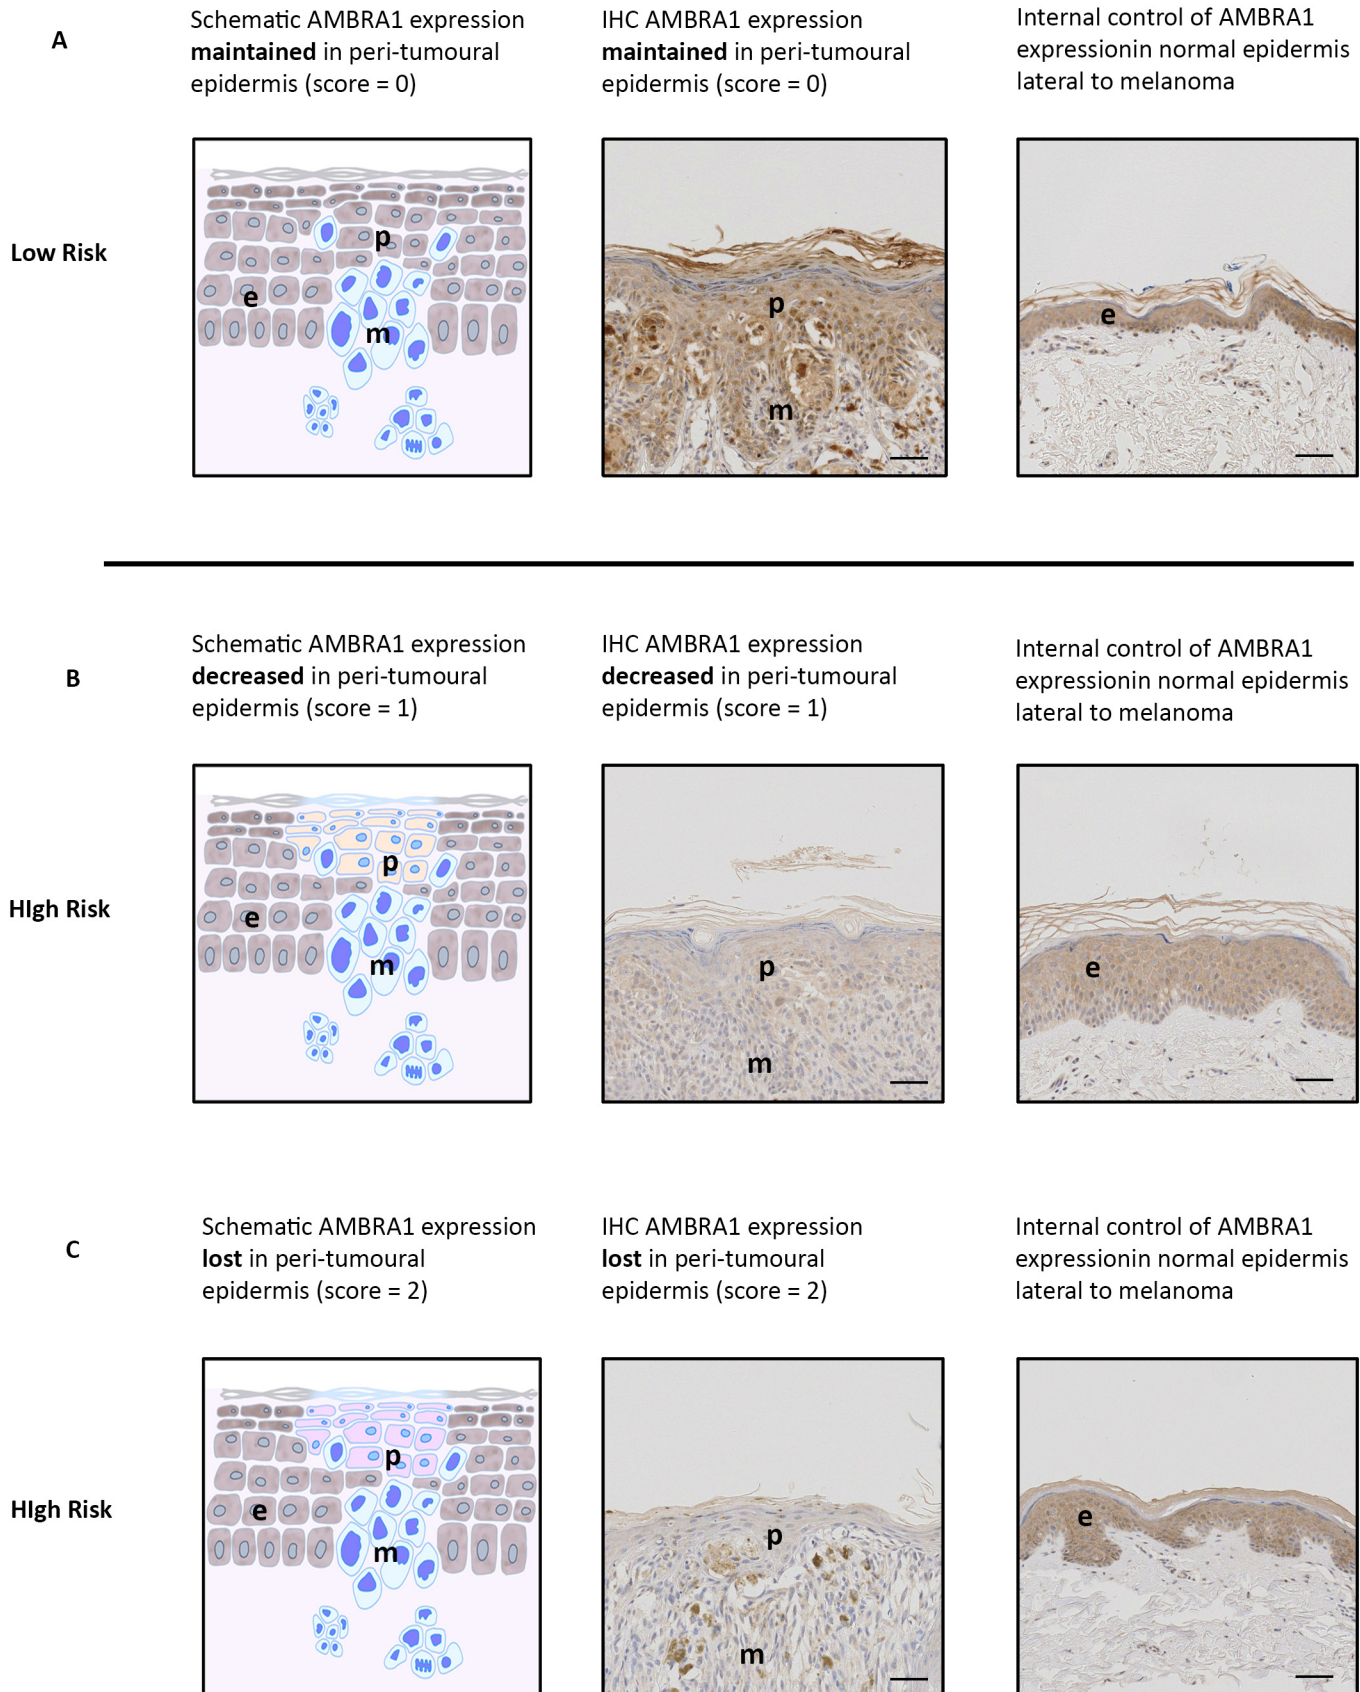 A
Schematic AMBRA1 expression
maintained in peri-tumoural
epidermis (score = 0)
IHC AMBRA1 expression
maintained in peri-tumoural
epidermis (score = 0)
Internal control of AMBRA1
expressionin normal epidermis
lateral to melanoma
Low Risk
p
e
m
p
m
e
B
Schematic AMBRA1 expression
decreased in peri-tumoural
epidermis (score = 1)
IHC AMBRA1 expression
decreased in peri-tumoural
epidermis (score = 1)
Internal control of AMBRA1
expressionin normal epidermis
lateral to melanoma
HIgh Risk
p
e
m
p
m
e
C
Schematic AMBRA1 expression
lost in peri-tumoural
epidermis (score = 2)
IHC AMBRA1 expression
lost in peri-tumoural
epidermis (score = 2)
Internal control of AMBRA1
expressionin normal epidermis
lateral to melanoma
HIgh Risk
p
e
m
p
m
e